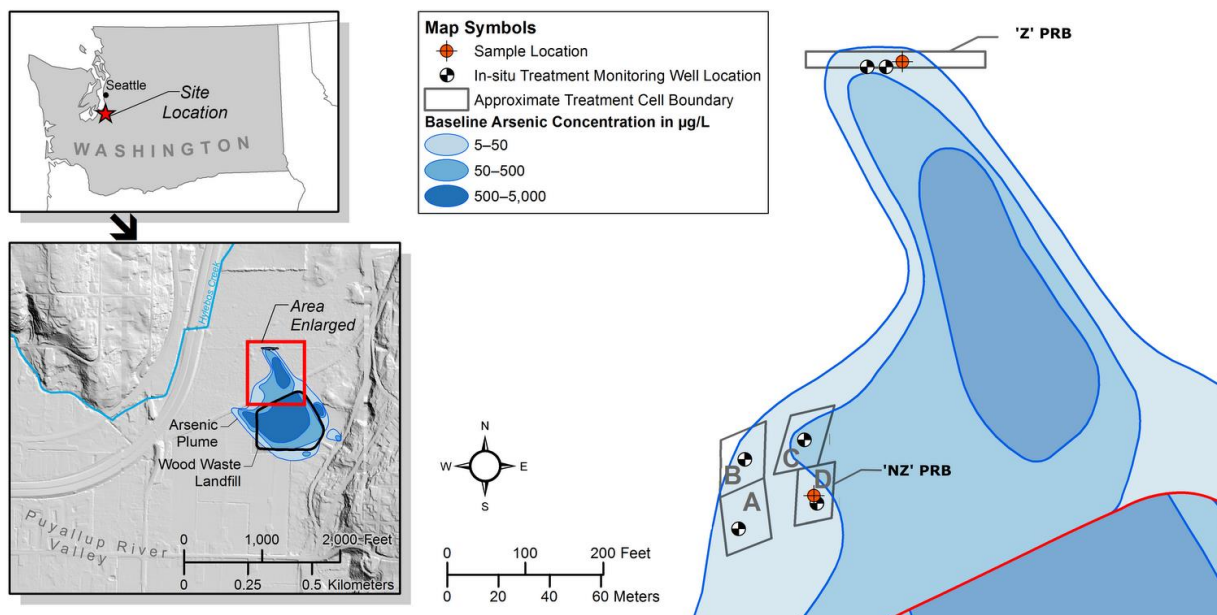 Seattle
Site
Location
WASHINGTON
Map Symbols
Sample Location
In-situ Treatment Monitoring Well Location
Approximate Treatment Cell Boundary
Baseline Arsenic Concentration in µg/L
5–50
50–500
500–5,000
'Z' PRB
Hylebos Creek
Area
Enlarged
Arsenic
Plume
Wood Waste
Landfill
Puyallup River
Valley
0 1,000 2,000 Feet
0 0.25 0.5 Kilometers
N
W E
S
0 100 200 Feet
0 20 40 60 Meters
B
C
A
D
'NZ' PRB